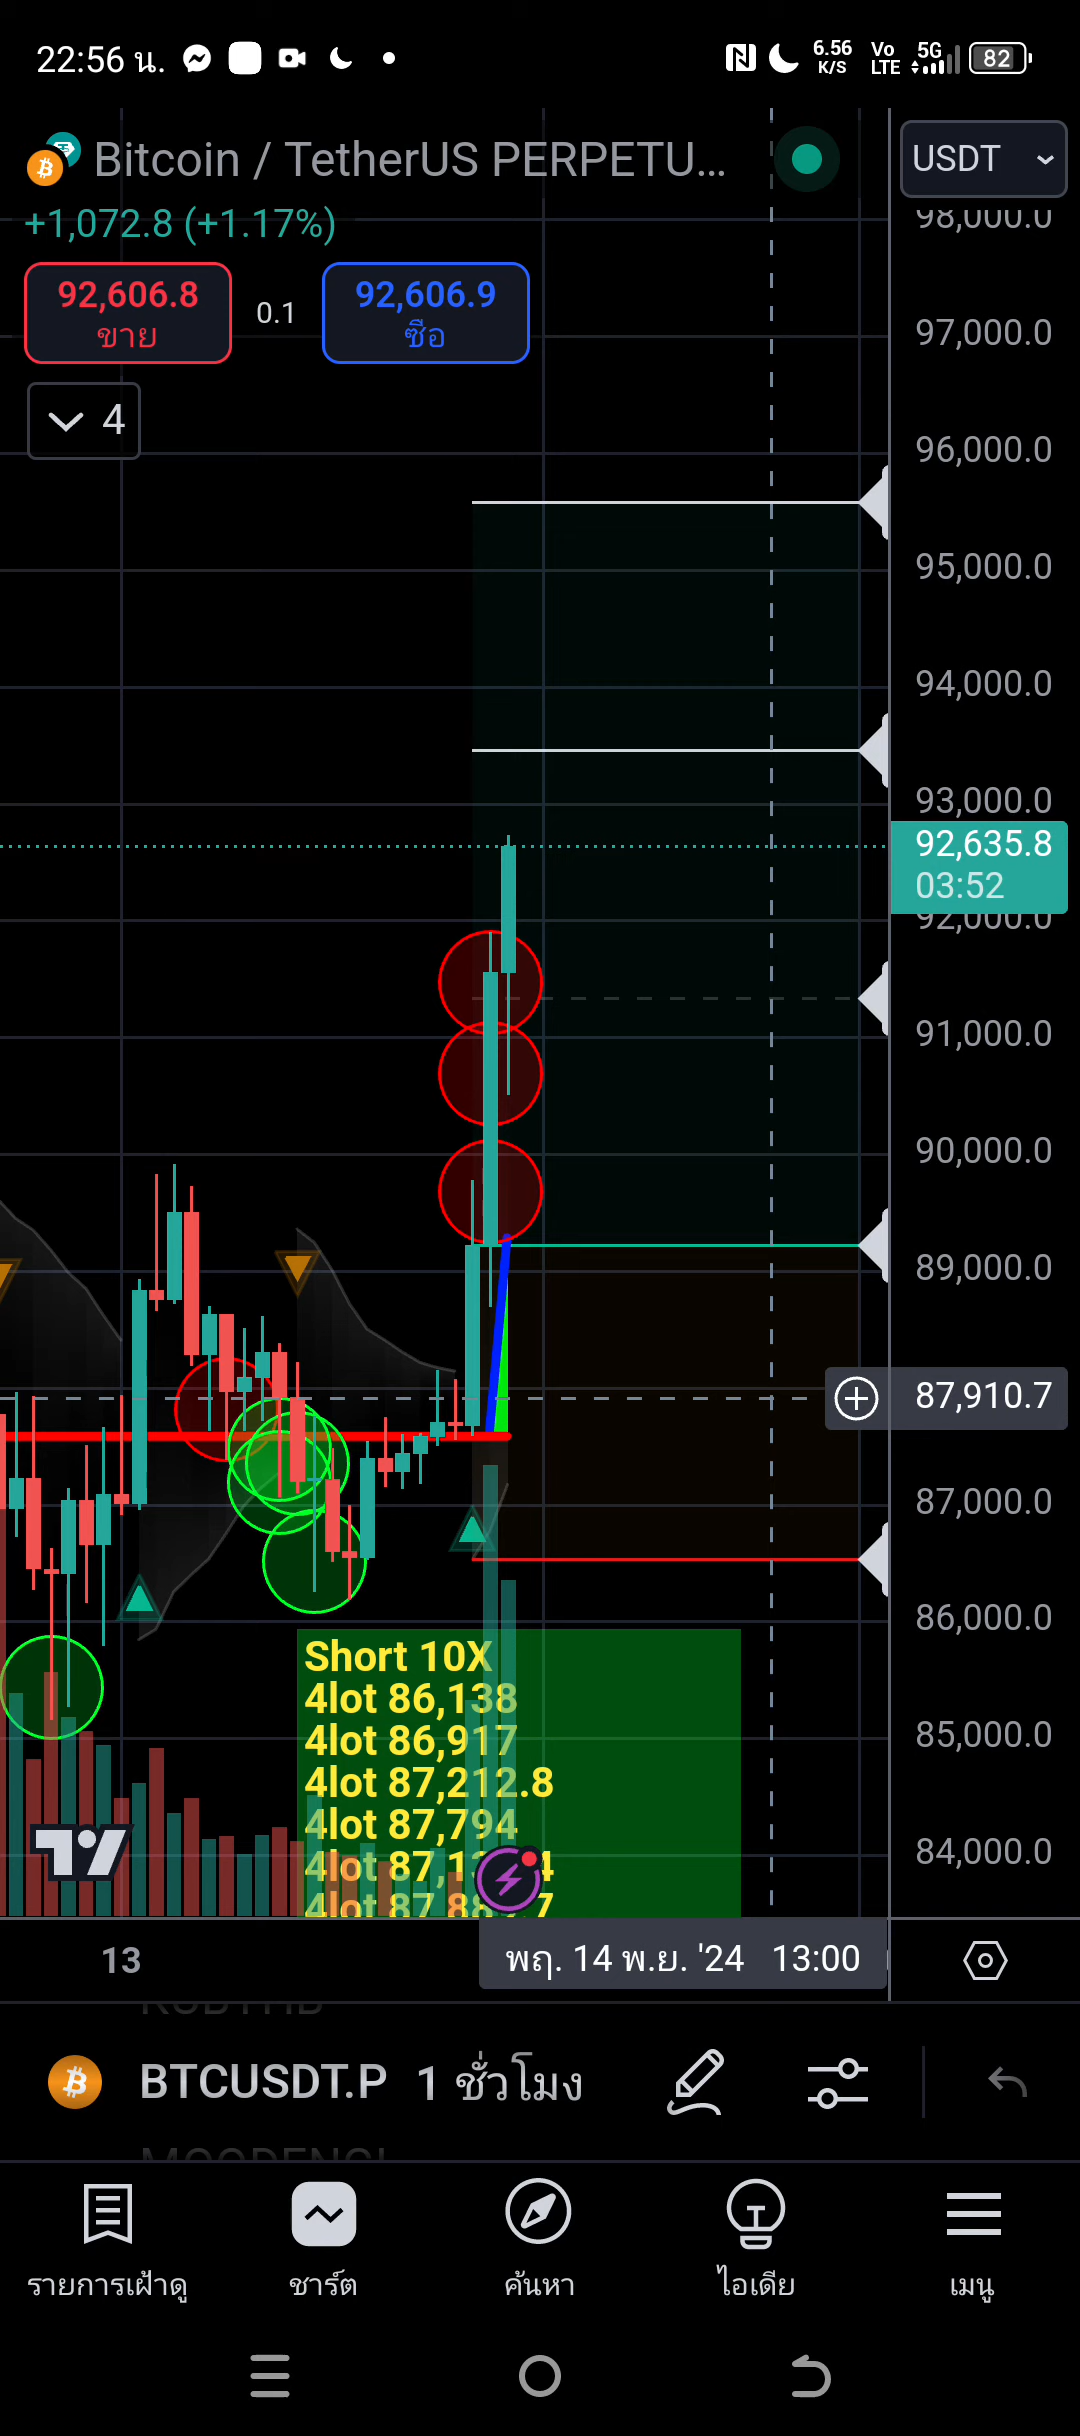 22:56 น.
6.56 K/S
Vo LTE
5G
82
Bitcoin / TetherUS PERPETU...
USDT
+1,072.8 (+1.17%)
98,000.0
92,606.8
ขาย
0.1
92,606.9
ซื้อ
97,000.0
4
96,000.0
95,000.0
94,000.0
93,000.0
92,635.8
03:52
92,000.0
91,000.0
90,000.0
89,000.0
87,910.7
87,000.0
86,000.0
Short 10X
4lot 86,138
4lot 86,917
4lot 87,212.8
4lot 87,794
85,000.0
84,000.0
13
พฤ. 14 พ.ย. '24 13:00
BTCUSDT.P 1 ชั่วโมง
รายการเฝ้าดู
ชาร์ต
ค้นหา
ไอเดีย
เมนู